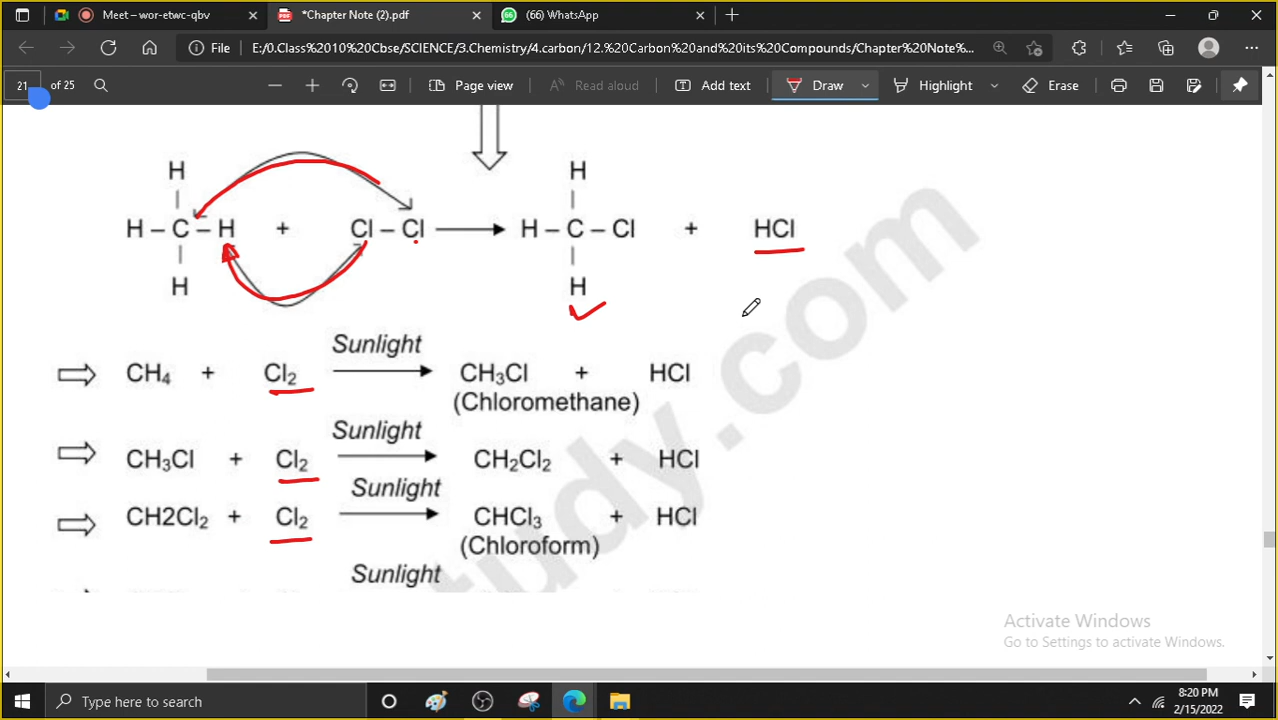 Meet – wor-etwc-qbv
*Chapter Note (2).pdf
(66) WhatsApp
File
E:/0.Class%2010%20Cbse/SCIENCE/3.Chemistry/4.carbon/12.%20Carbon%20and%20its%20Compounds/Chapter%20Note%...
21 of 25
Page view
Read aloud
Add text
Draw
Highlight
Erase
H H
H – C – H + Cl – Cl H – C – Cl + HCl
H H
Sunlight
CH4 + Cl2 CH3Cl + HCl
(Chloromethane)
Sunlight
CH3Cl + Cl2 CH2Cl2 + HCl
Sunlight
CH2Cl2 + Cl2 CHCl3 + HCl
(Chloroform)
Sunlight
tudy.com
Activate Windows
Go to Settings to activate Windows.
Type here to search
8:20 PM
2/15/2022